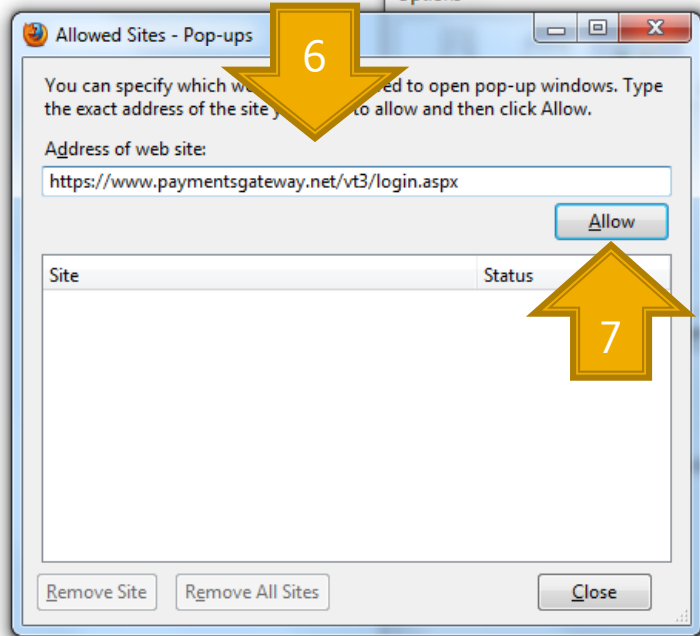 Allowed Sites - Pop-ups
6
You can specify which ed to open pop-up windows. Type
the exact address of the site to allow and then click Allow.
Address of web site:
https://www.paymentsgateway.net/vt3/login.aspx
Allow
Site Status
7
Remove Site Remove All Sites Close